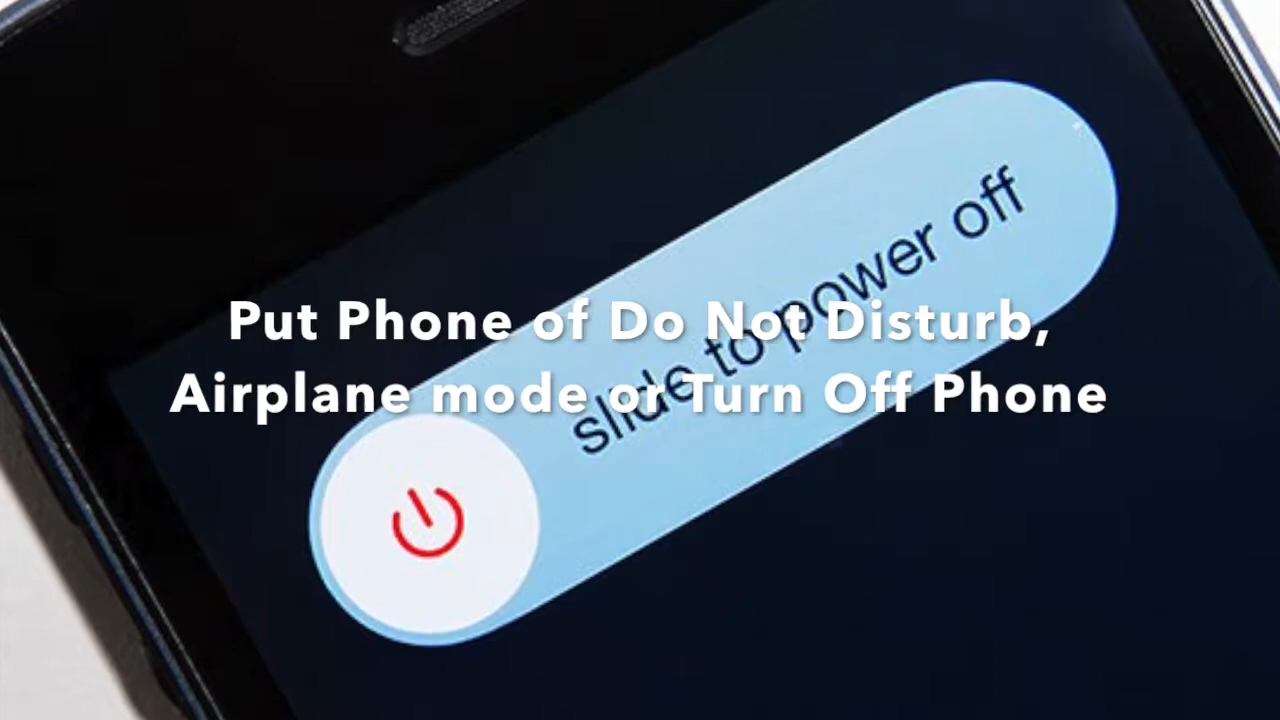 slide to power off
Put Phone of Do Not Disturb,
Airplane mode or Turn Off Phone